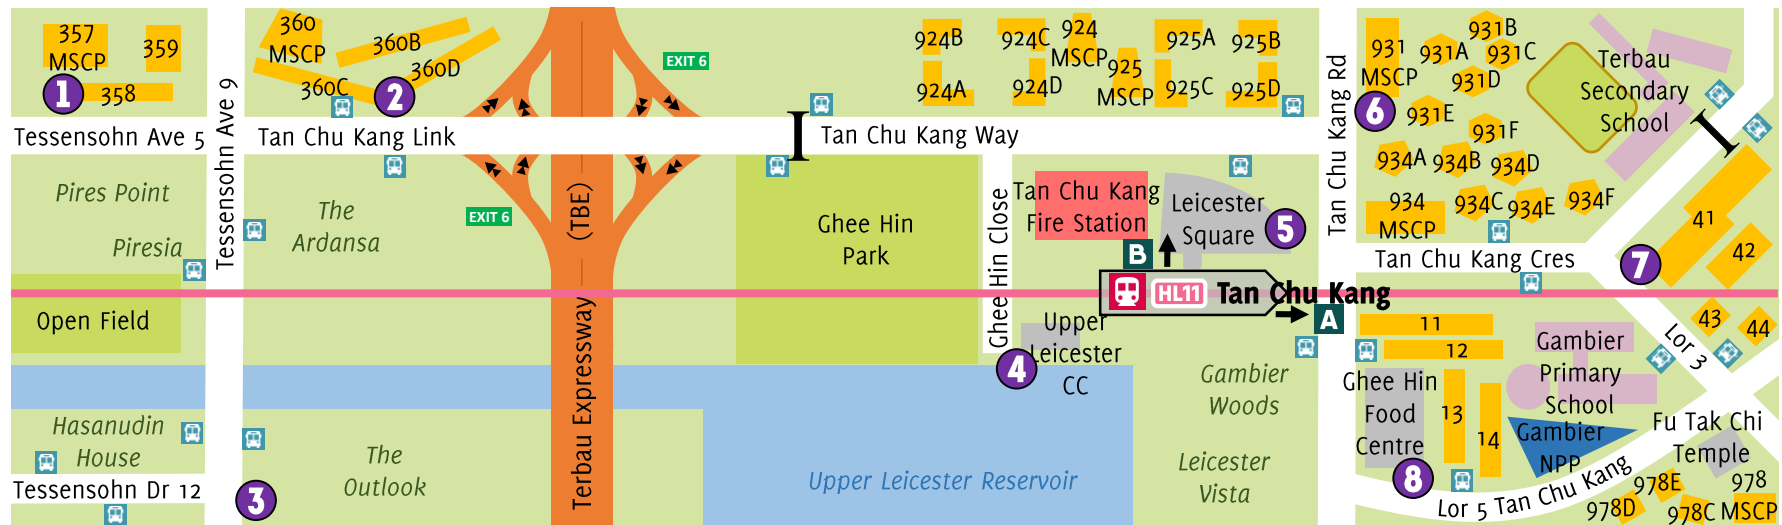 357
MSCP
359
358
1
Tessensohn Ave 5
Tessensohn Ave 9
360
MSCP
360B
360C
360D
2
Tan Chu Kang Link
EXIT 6
EXIT 6
Terbau Expressway (TBE)
924B
924A
924C
924D
924
MSCP
925
MSCP
925A
925B
925C
925D
Tan Chu Kang Way
Tan Chu Kang Rd
931
MSCP
931A
931B
931C
931D
931E
931F
6
934A
934B
934D
934C
934E
934F
934
MSCP
Terbau
Secondary
School
41
42
7
Tan Chu Kang Cres
Pires Point
Piresia
The
Ardansa
Open Field
Ghee Hin
Park
Ghee Hin Close
Tan Chu Kang
Fire Station
Leicester
Square
5
B
HL11
Tan Chu Kang
A
Upper
Leicester
CC
4
Gambier
Woods
Leicester
Vista
Hasanudin
House
Tessensohn Dr 12
3
The
Outlook
Upper Leicester Reservoir
11
12
13
14
Ghee Hin
Food
Centre
8
Gambier
Primary
School
Gambier
NPP
43
44
Lor 3
Fu Tak Chi
Temple
Lor 5 Tan Chu Kang
978E
978D
978C
978
MSCP